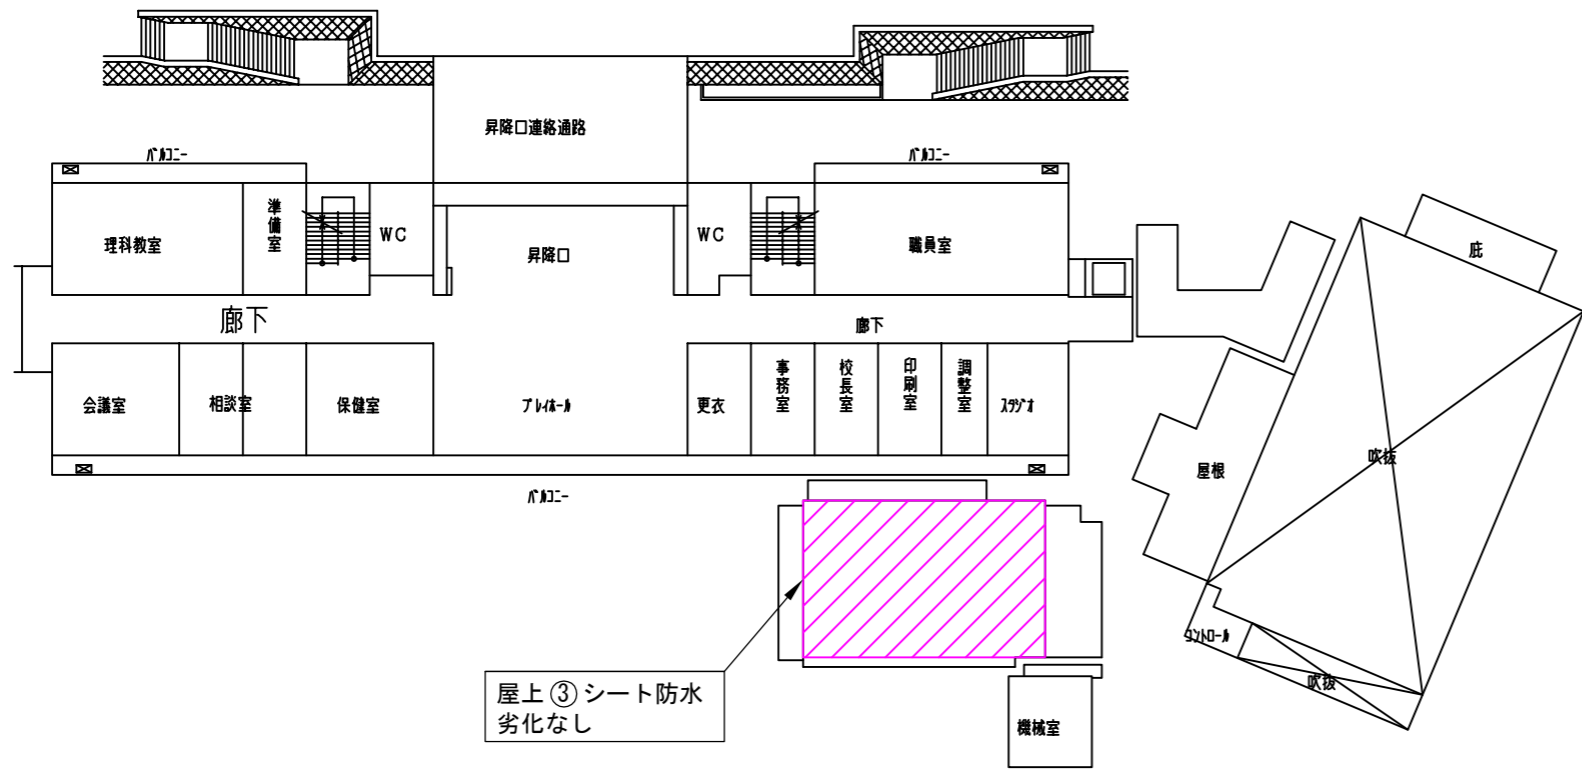 昇降口連絡通路
バルコニー
バルコニー
理科教室
準備室
WC
昇降口
WC
職員室
庇
廊下
廊下
会議室
相談室
保健室
プレイホール
更衣
事務室
校長室
印刷室
調整室
スタジオ
屋根
吹抜
バルコニー
コントロール
吹抜
屋上③シート防水
劣化なし
機械室